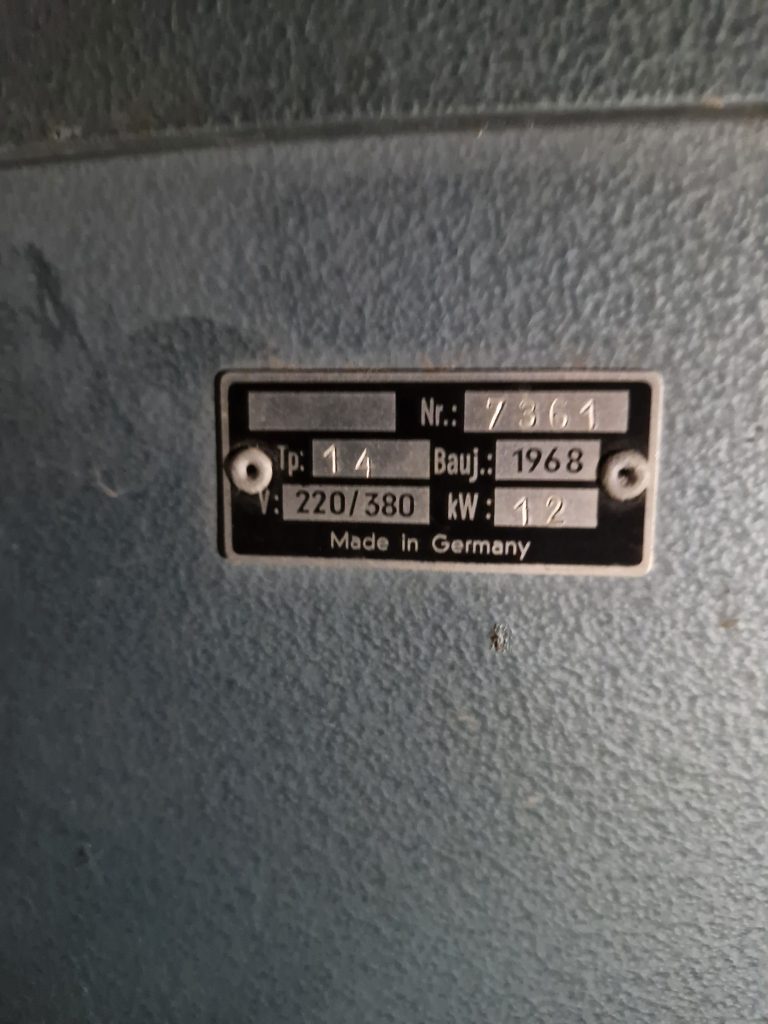 Nr.: 7361
Tp: 14 Bauj.: 1968
V: 220/380 kW: 12
Made in Germany